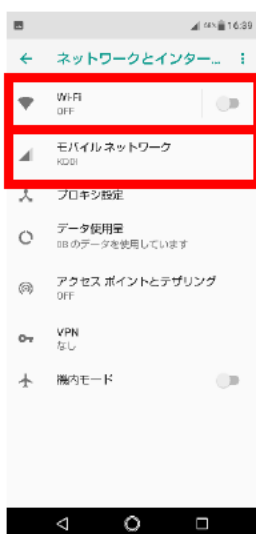 68% 16:39
ネットワークとインター...
Wi-Fi
OFF
モバイルネットワーク
KDDI
プロキシ設定
データ使用量
0B のデータを使用しています
アクセス ポイントとテザリング
OFF
VPN
なし
機内モード